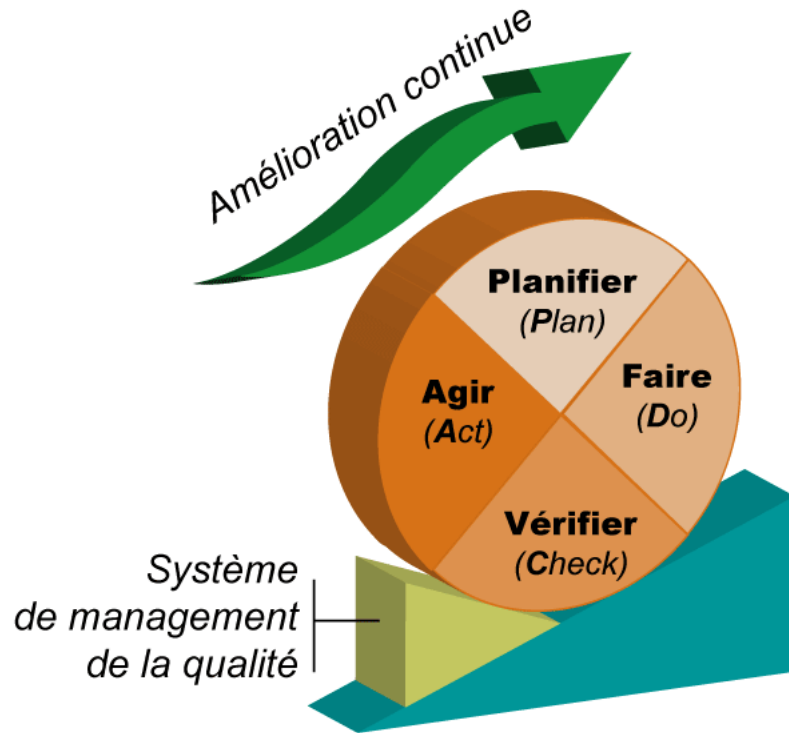 Amélioration continue
Planifier
(Plan)
Faire
(Do)
Agir
(Act)
Vérifier
(Check)
Système
de management
de la qualité